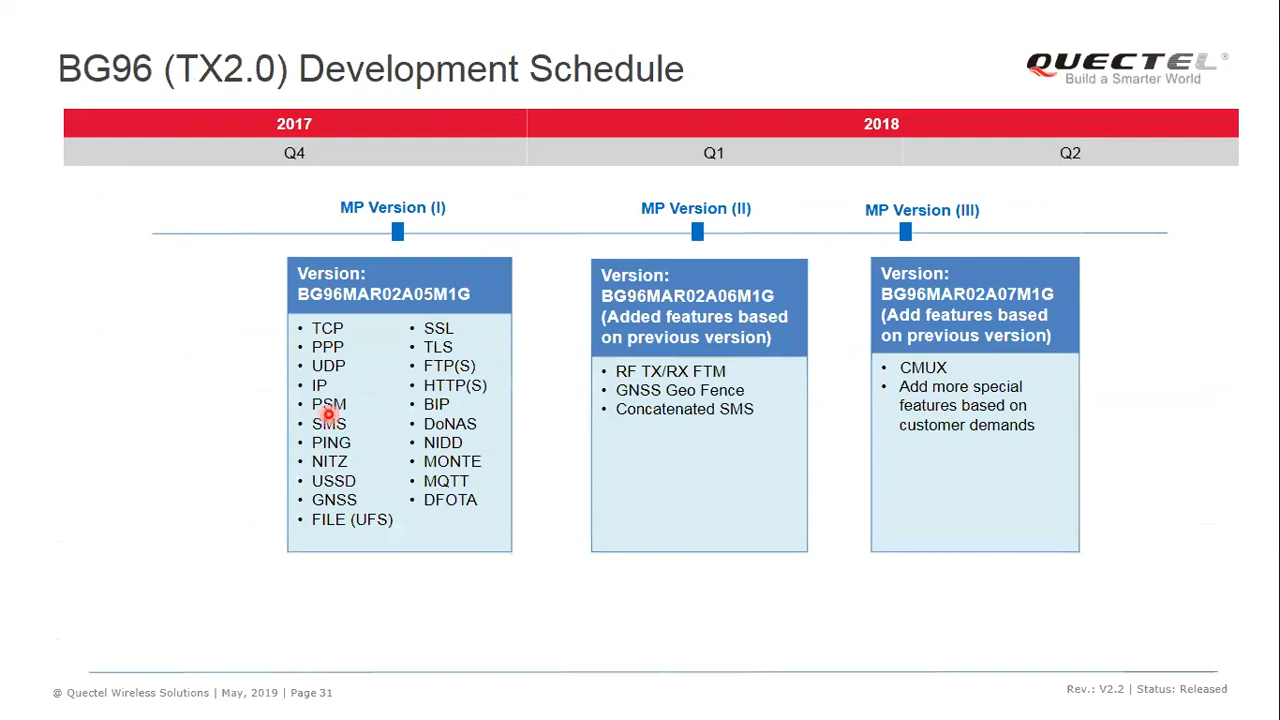 BG96 (TX2.0) Development Schedule
QUECTEL®
Build a Smarter World
2017
2018
Q4
Q1
Q2
MP Version (I)
MP Version (II)
MP Version (III)
Version:
BG96MAR02A05M1G
• TCP
• PPP
• UDP
• IP
• PSM
• SMS
• PING
• NITZ
• USSD
• GNSS
• FILE (UFS)
• SSL
• TLS
• FTP(S)
• HTTP(S)
• BIP
• DoNAS
• NIDD
• MONTE
• MQTT
• DFOTA
Version:
BG96MAR02A06M1G
(Added features based
on previous version)
• RF TX/RX FTM
• GNSS Geo Fence
• Concatenated SMS
Version:
BG96MAR02A07M1G
(Add features based
on previous version)
• CMUX
• Add more special
features based on
customer demands
@ Quectel Wireless Solutions | May, 2019 | Page 31
Rev.: V2.2 | Status: Released